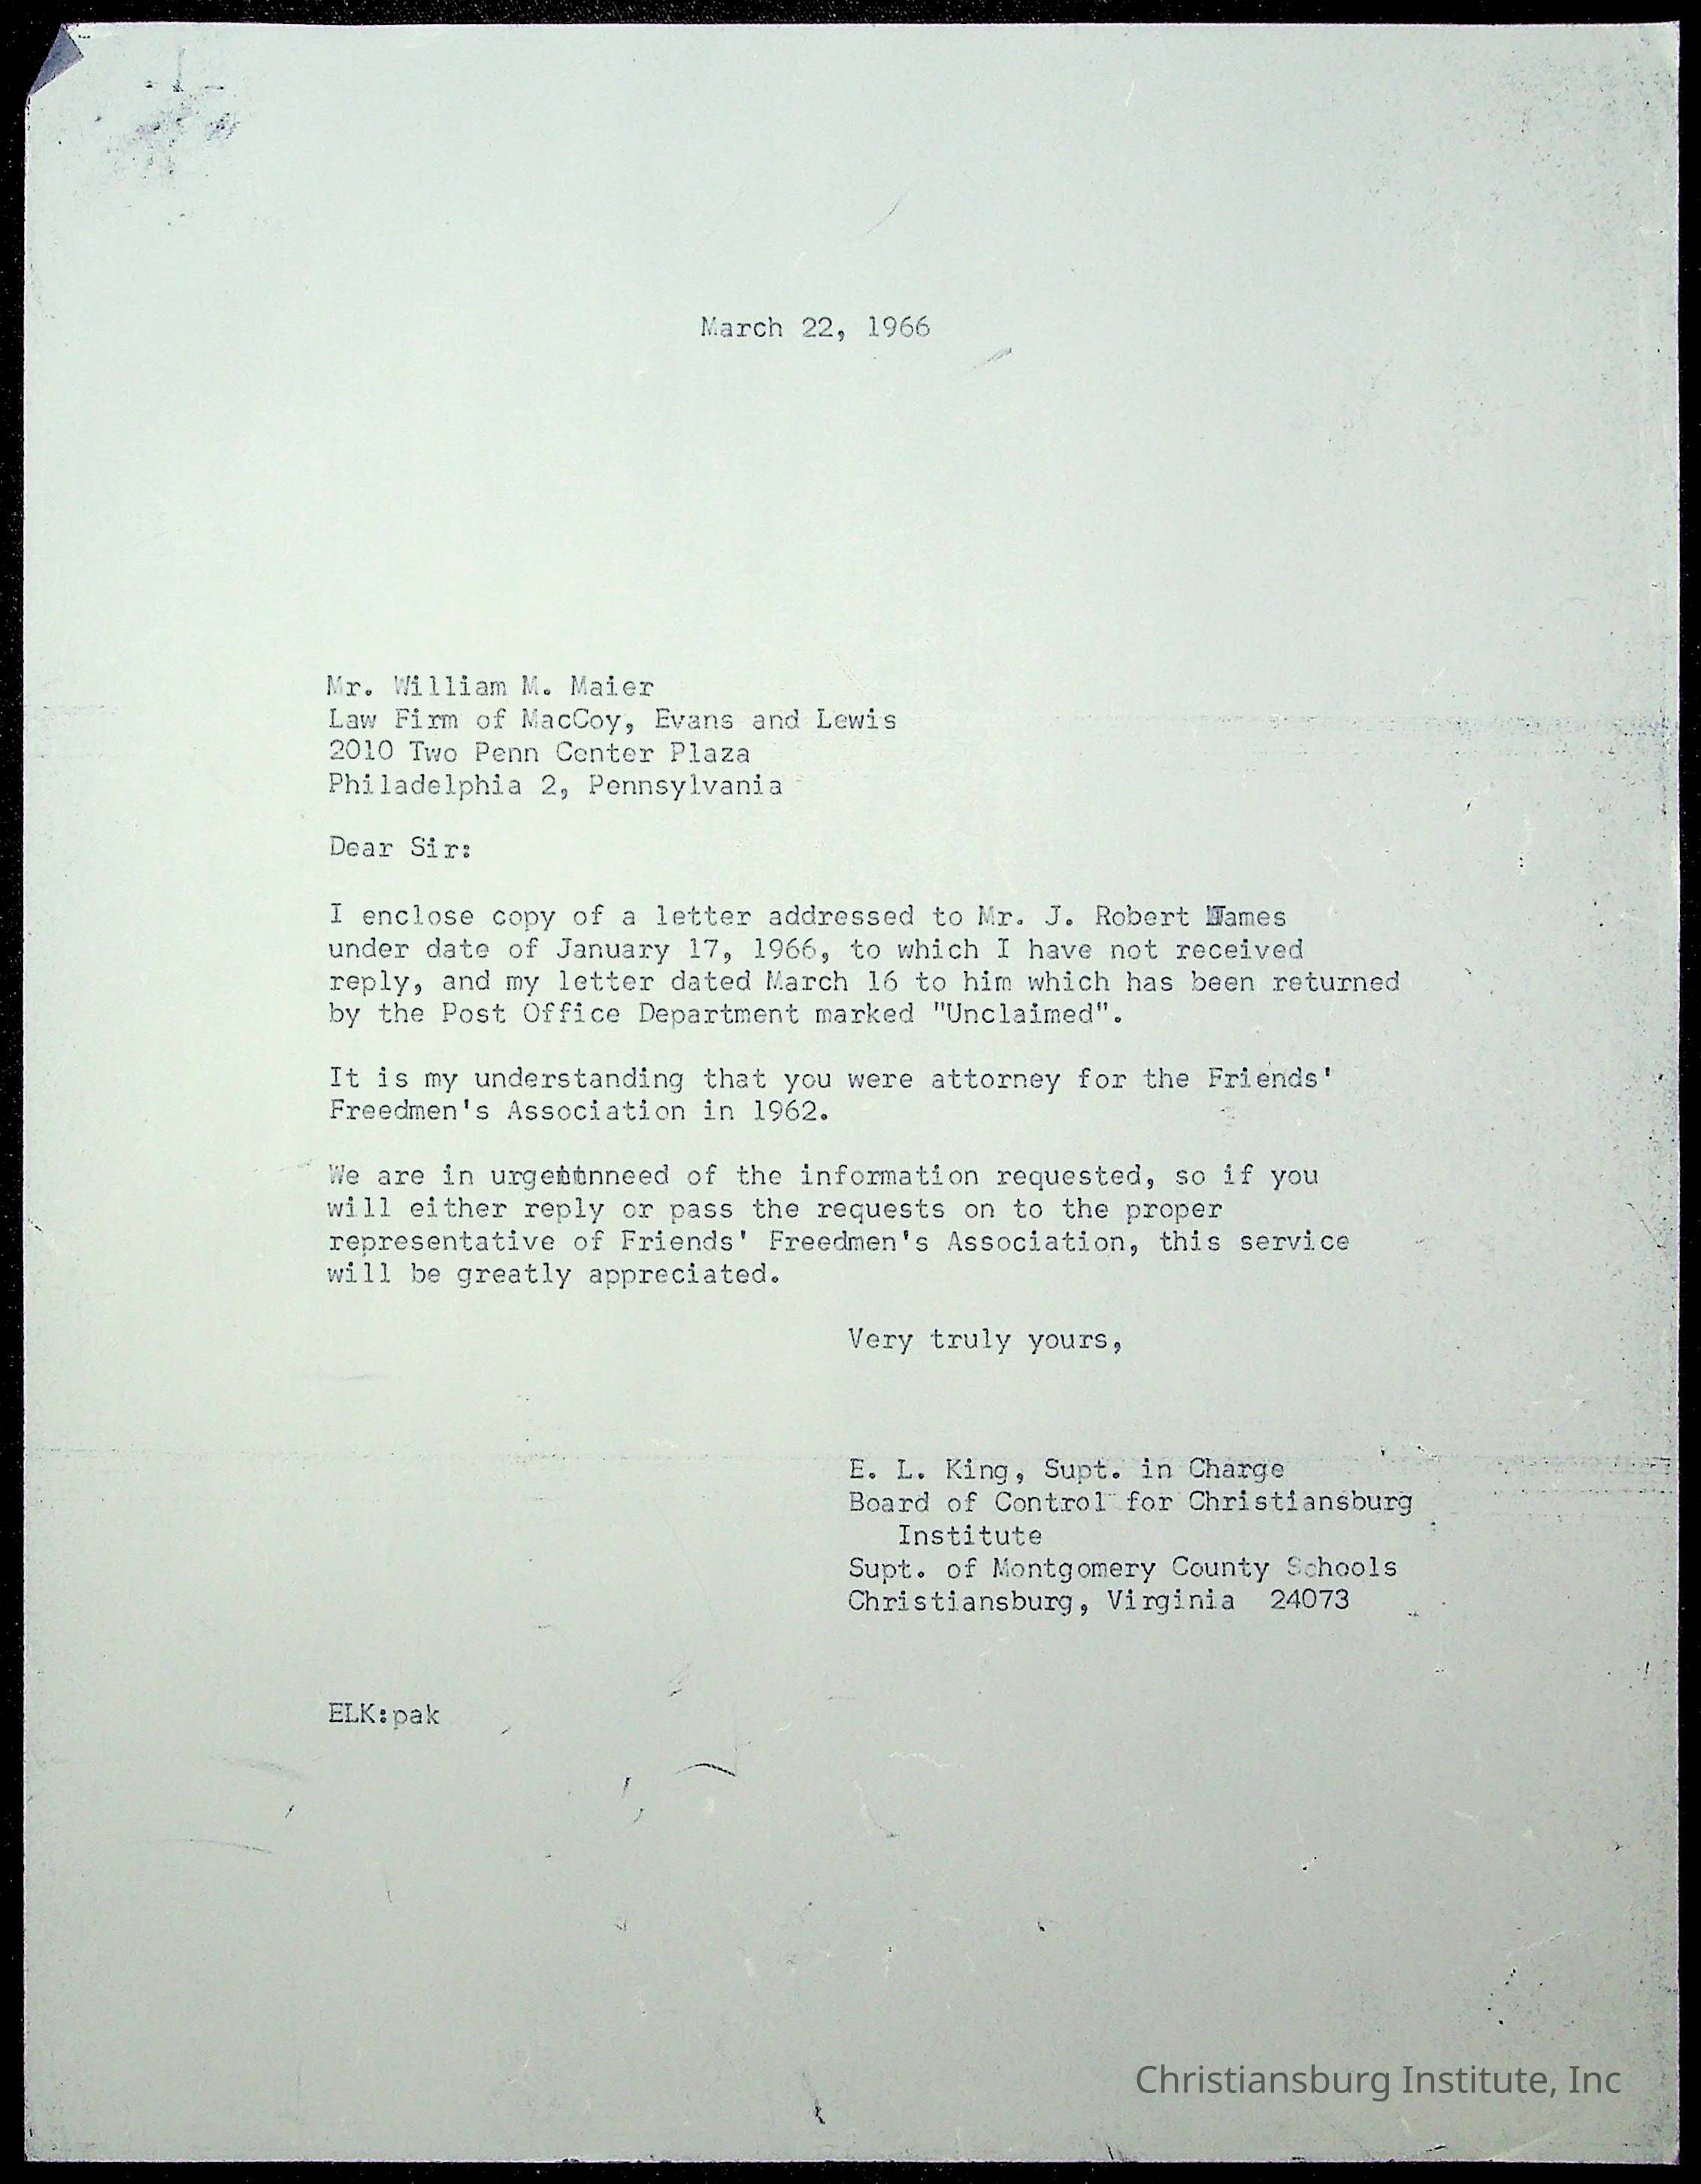 March 22, 1966
Mr. William M. Maier
Law Firm of MacCoy, Evans and Lewis
2010 Two Penn Center Plaza
Philadelphia 2, Pennsylvania
Dear Sir:
I enclose copy of a letter addressed to Mr. J. Robert James
under date of January 17, 1966, to which I have not received
reply, and my letter dated March 16 to him which has been returned
by the Post Office Department marked "Unclaimed".
It is my understanding that you were attorney for the Friends'
Freedmen's Association in 1962.
We are in need of the information requested, so if you
will either reply or pass the requests on to the proper
representative of Friends' Freedmen's Association, this service
will be greatly appreciated.
Very truly yours,
E. L. King, Supt. in Charge
Board of Control for Christiansburg
Institute
Supt. of Montgomery County Schools
Christiansburg, Virginia 24073
ELK:pak
Christiansburg Institute, Inc